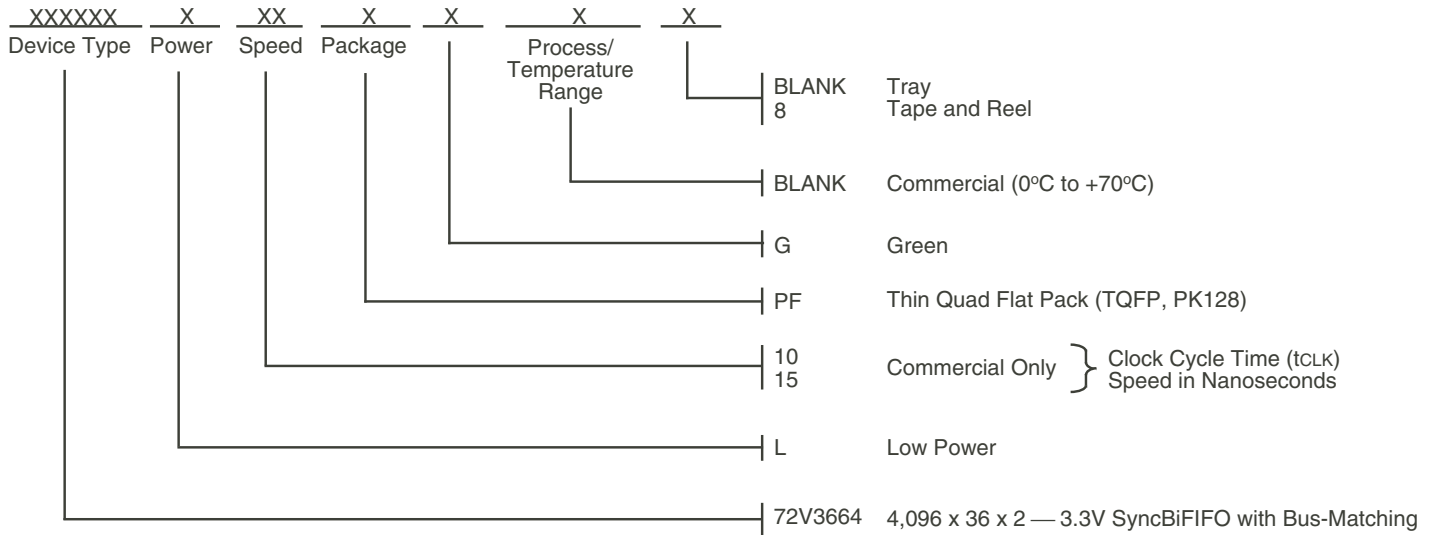 XXXXXX X XX X X X X
Device Type Power Speed Package Process/
Temperature
Range
BLANK Tray
8 Tape and Reel
BLANK Commercial (0°C to +70°C)
G Green
PF Thin Quad Flat Pack (TQFP, PK128)
10
15
Commercial Only
Clock Cycle Time (tCLK)
Speed in Nanoseconds
L Low Power
72V3664 4,096 x 36 x 2 — 3.3V SyncBiFIFO with Bus-Matching